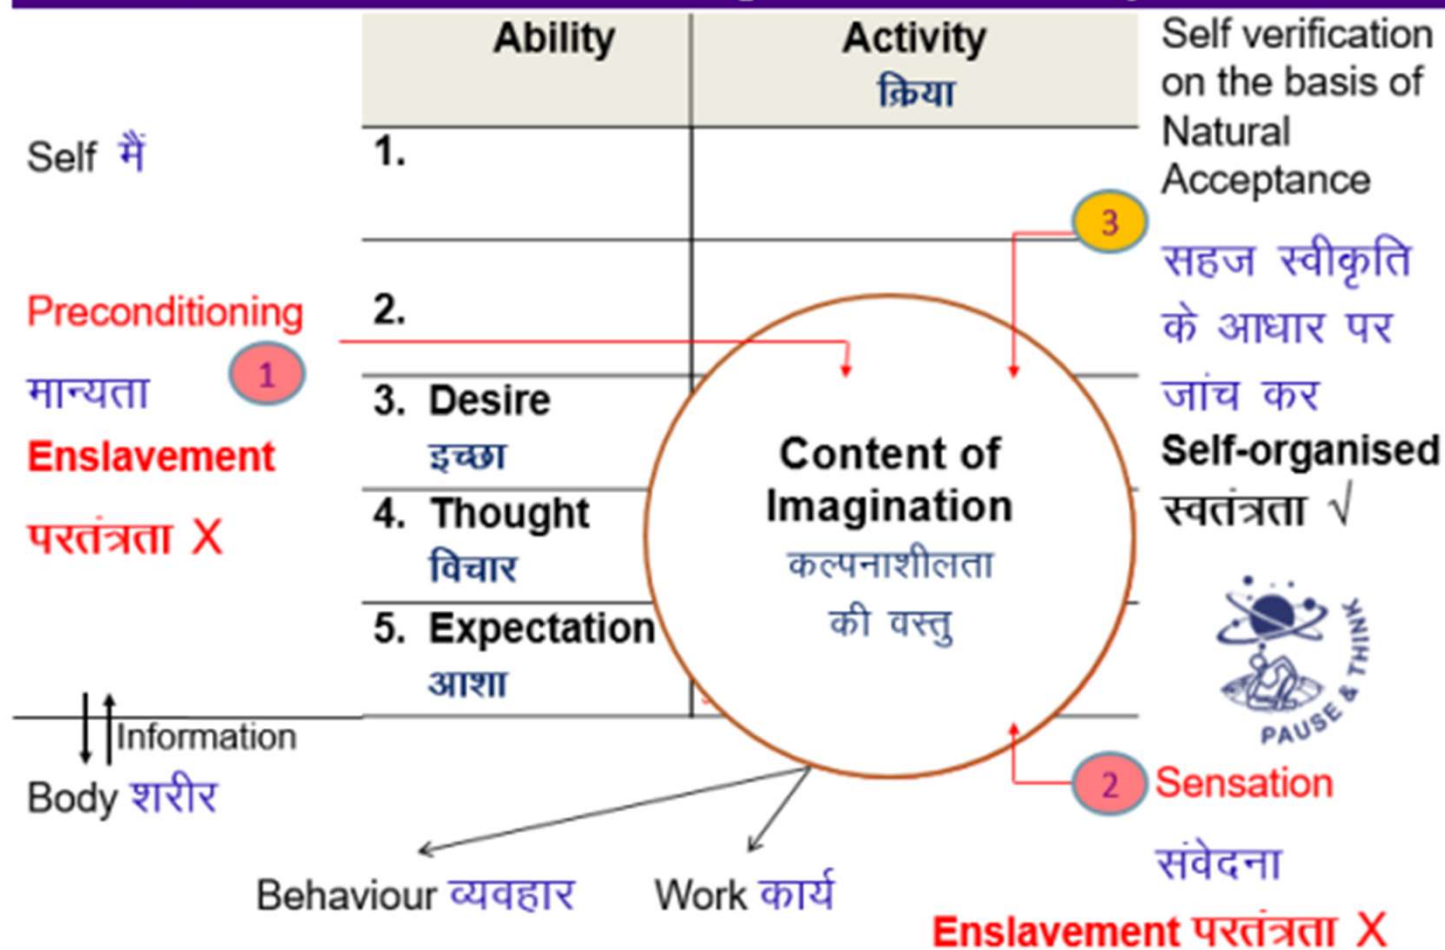 Ability
Activity
क्रिया
Self verification
on the basis of
Natural
Acceptance
सहज स्वीकृति
के आधार पर
जांच कर
Self-organised
स्वतंत्रता √
Self मैं
1.
3
Preconditioning
1
मान्यता
Enslavement
परतंत्रता X
2.
3. Desire
इच्छा
4. Thought
विचार
5. Expectation
आशा
Content of
Imagination
कल्पनाशीलता
की वस्तु
PAUSE & THINK
Information
Body शरीर
2 Sensation
संवेदना
Behaviour व्यवहार
Work कार्य
Enslavement परतंत्रता X